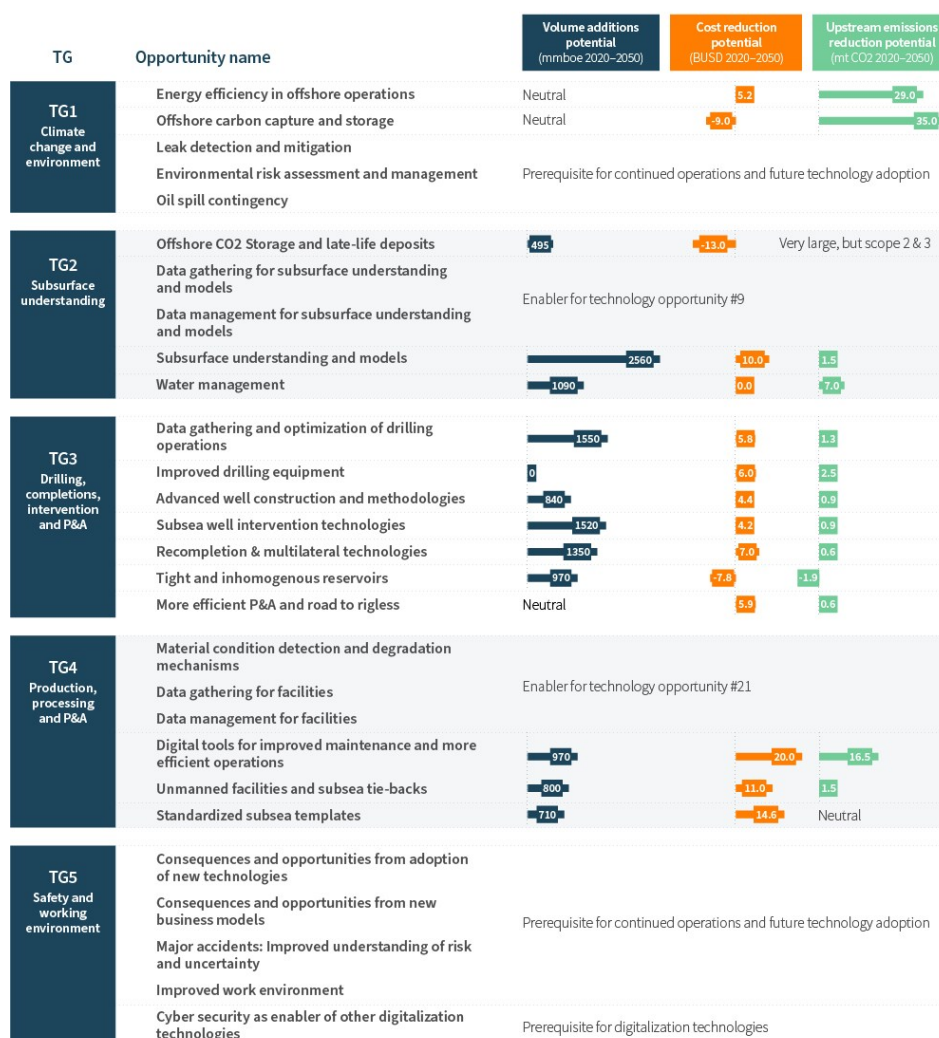 TG
Opportunity name
Volume additions
potential
(mmboe 2020–2050)
Cost reduction
potential
(BUSD 2020–2050)
Upstream emissions
reduction potential
(mt CO2 2020–2050)
TG1
Climate
change and
environment
Energy efficiency in offshore operations
Neutral
5.2
29.0
Offshore carbon capture and storage
Neutral
-9.0
35.0
Leak detection and mitigation
Environmental risk assessment and management
Prerequisite for continued operations and future technology adoption
Oil spill contingency
TG2
Subsurface
understanding
Offshore CO2 Storage and late-life deposits
495
-13.0
Very large, but scope 2 & 3
Data gathering for subsurface understanding
and models
Enabler for technology opportunity #9
Data management for subsurface understanding
and models
Subsurface understanding and models
2560
10.0
1.5
Water management
1090
0.0
7.0
TG3
Drilling,
completions,
intervention
and P&A
Data gathering and optimization of drilling
operations
1550
5.8
1.3
Improved drilling equipment
0
6.0
2.5
Advanced well construction and methodologies
840
4.4
0.9
Subsea well intervention technologies
1520
4.2
0.9
Recompletion & multilateral technologies
1350
7.0
0.6
Tight and inhomogenous reservoirs
970
-7.8
-1.9
More efficient P&A and road to rigless
Neutral
5.9
0.6
TG4
Production,
processing
and P&A
Material condition detection and degradation
mechanisms
Data gathering for facilities
Enabler for technology opportunity #21
Data management for facilities
Digital tools for improved maintenance and more
efficient operations
970
20.0
16.5
Unmanned facilities and subsea tie-backs
800
11.0
1.5
Standardized subsea templates
710
14.6
Neutral
TG5
Safety and
working
environment
Consequences and opportunities from adoption
of new technologies
Consequences and opportunities from new
business models
Prerequisite for continued operations and future technology adoption
Major accidents: Improved understanding of risk
and uncertainty
Improved work environment
Cyber security as enabler of other digitalization
technologies
Prerequisite for digitalization technologies